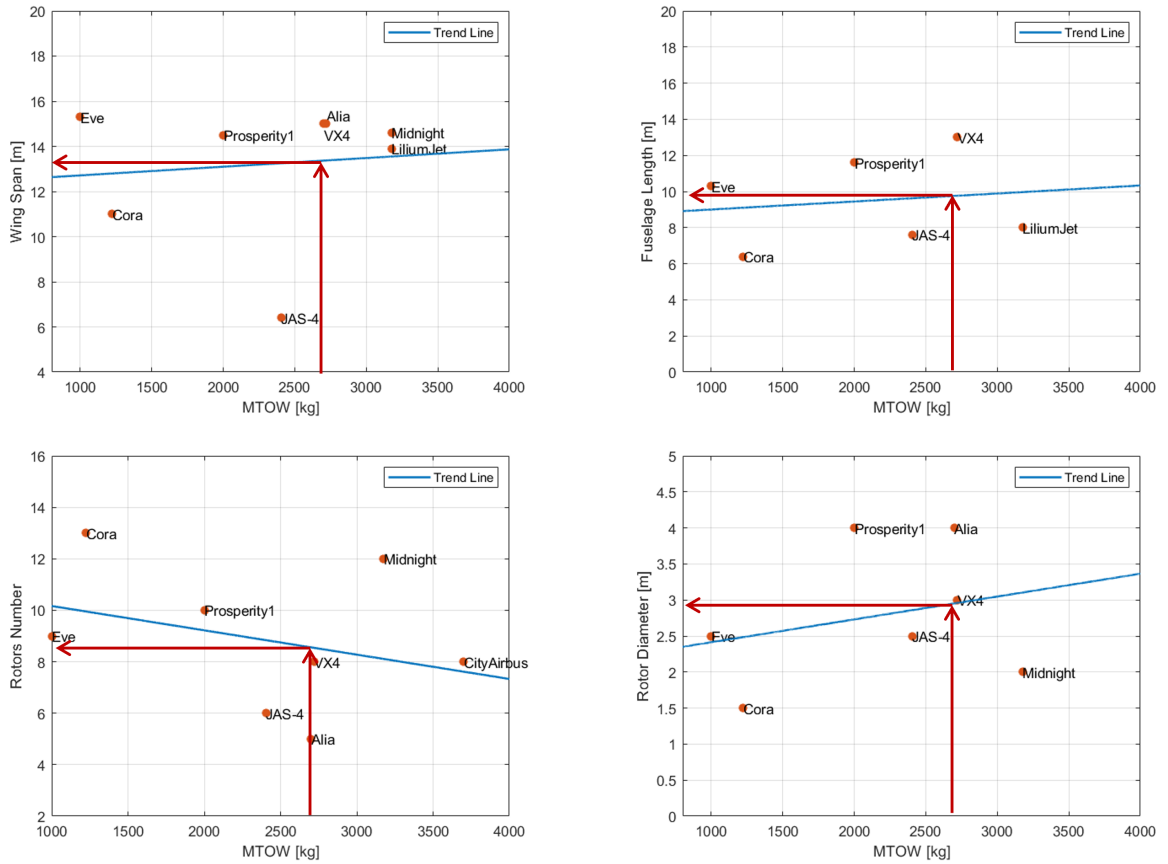 20
Trend Line
18
16
Eve
Alia
Prosperity1
VX4
Midnight
14
LiliumJet
12
Cora
10
8
JAS-4
6
4
1000 1500 2000 2500 3000 3500 4000
MTOW [kg]
Wing Span [m]
20
Trend Line
18
16
14
VX4
12
Prosperity1
10
Eve
8
JAS-4
LiliumJet
6
Cora
4
2
0
1000 1500 2000 2500 3000 3500 4000
MTOW [kg]
Fuselage Length [m]
16
Trend Line
14
Cora
12
Midnight
10
Prosperity1
Eve
8
VX4
CityAirbus
6
JAS-4
Alia
4
2
1000 1500 2000 2500 3000 3500 4000
MTOW [kg]
Rotors Number
5
Trend Line
4.5
4
Prosperity1
Alia
3.5
3
VX4
2.5
Eve
JAS-4
2
Midnight
1.5
Cora
1
0.5
0
1000 1500 2000 2500 3000 3500 4000
MTOW [kg]
Rotor Diameter [m]